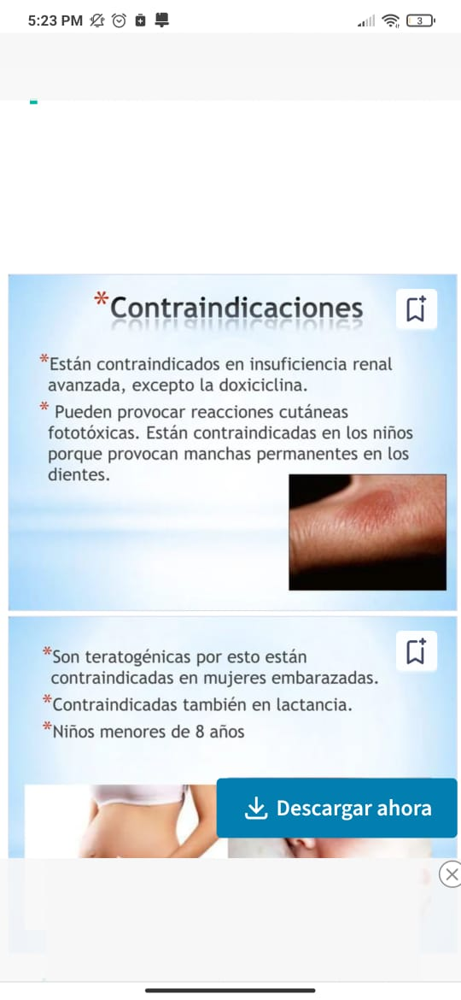 5:23 PM
3
*Contraindicaciones
*Están contraindicados en insuficiencia renal
avanzada, excepto la doxiciclina.
* Pueden provocar reacciones cutáneas
fototóxicas. Están contraindicadas en los niños
porque provocan manchas permanentes en los
dientes.
*Son teratogénicas por esto están
contraindicadas en mujeres embarazadas.
*Contraindicadas también en lactancia.
*Niños menores de 8 años
Descargar ahora